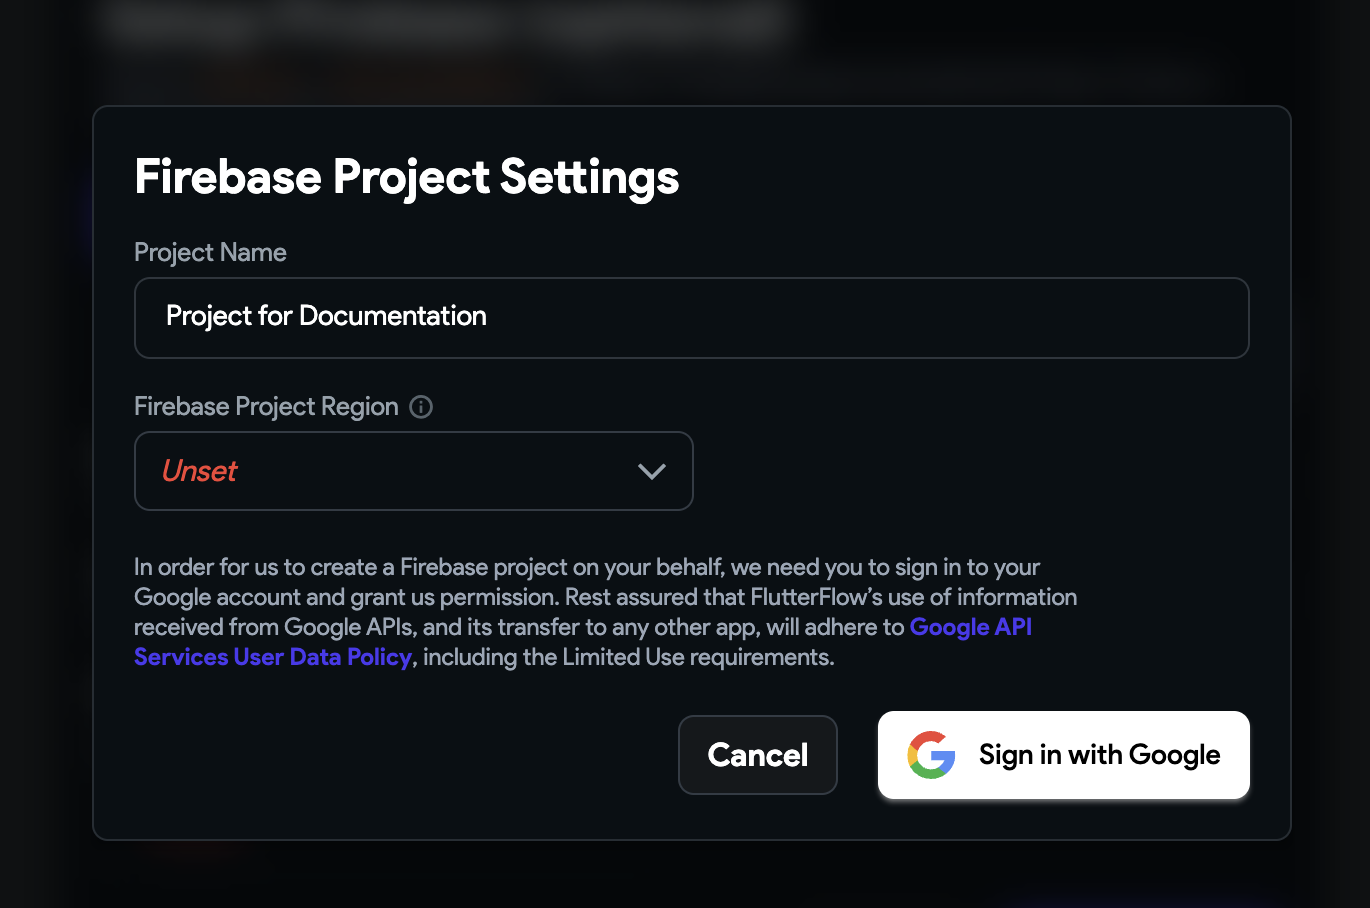 Firebase Project Settings
Project Name
Project for Documentation
Firebase Project Region
Unset
In order for us to create a Firebase project on your behalf, we need you to sign in to your
Google account and grant us permission. Rest assured that FlutterFlow’s use of information
received from Google APIs, and its transfer to any other app, will adhere to Google API
Services User Data Policy, including the Limited Use requirements.
Cancel
Sign in with Google